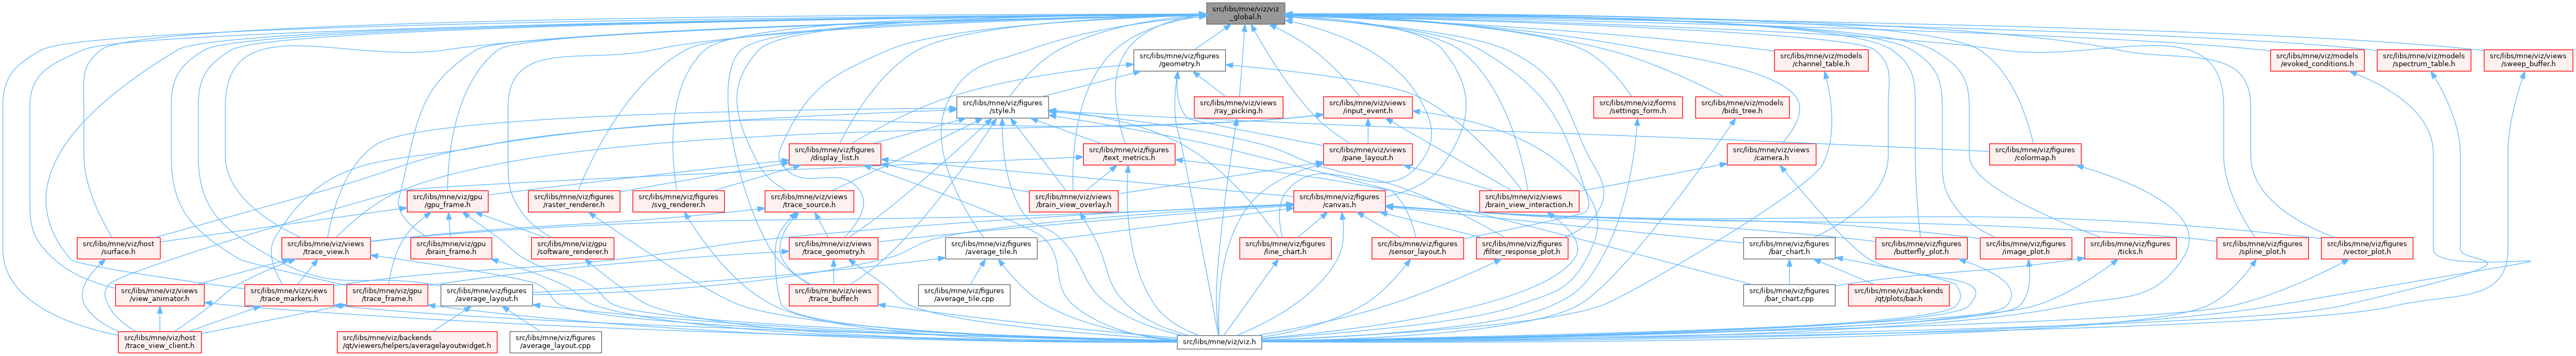 src/libs/mne/viz/viz
_global.h
src/libs/mne/viz/figures
/geometry.h
src/libs/mne/viz/models
/channel_table.h
src/libs/mne/viz/models
/evoked_conditions.h
src/libs/mne/viz/models
/spectrum_table.h
src/libs/mne/viz/views
/sweep_buffer.h
src/libs/mne/viz/figures
/style.h
src/libs/mne/viz/views
/ray_picking.h
src/libs/mne/viz/views
/input_event.h
src/libs/mne/viz/forms
/settings_form.h
src/libs/mne/viz/models
/bids_tree.h
src/libs/mne/viz/figures
/display_list.h
src/libs/mne/viz/figures
/text_metrics.h
src/libs/mne/viz/views
/pane_layout.h
src/libs/mne/viz/views
/camera.h
src/libs/mne/viz/figures
/colormap.h
src/libs/mne/viz/gpu
/gpu_frame.h
src/libs/mne/viz/figures
/raster_renderer.h
src/libs/mne/viz/figures
/svg_renderer.h
src/libs/mne/viz/views
/trace_source.h
src/libs/mne/viz/views
/brain_view_overlay.h
src/libs/mne/viz/figures
/canvas.h
src/libs/mne/viz/views
/brain_view_interaction.h
src/libs/mne/viz/host
/surface.h
src/libs/mne/viz/views
/trace_view.h
src/libs/mne/viz/gpu
/brain_frame.h
src/libs/mne/viz/gpu
/software_renderer.h
src/libs/mne/viz/views
/trace_geometry.h
src/libs/mne/viz/figures
/average_tile.h
src/libs/mne/viz/figures
/line_chart.h
src/libs/mne/viz/figures
/sensor_layout.h
src/libs/mne/viz/figures
/filter_response_plot.h
src/libs/mne/viz/figures
/bar_chart.h
src/libs/mne/viz/figures
/butterfly_plot.h
src/libs/mne/viz/figures
/image_plot.h
src/libs/mne/viz/figures
/ticks.h
src/libs/mne/viz/figures
/spline_plot.h
src/libs/mne/viz/figures
/vector_plot.h
src/libs/mne/viz/views
/view_animator.h
src/libs/mne/viz/views
/trace_markers.h
src/libs/mne/viz/gpu
/trace_frame.h
src/libs/mne/viz/figures
/average_layout.h
src/libs/mne/viz/views
/trace_buffer.h
src/libs/mne/viz/figures
/average_tile.cpp
src/libs/mne/viz/figures
/bar_chart.cpp
src/libs/mne/viz/backends
/qt/plots/bar.h
src/libs/mne/viz/host
/trace_view_client.h
src/libs/mne/viz/backends
/qt/viewers/helpers/averagelayoutwidget.h
src/libs/mne/viz/figures
/average_layout.cpp
src/libs/mne/viz/viz.h